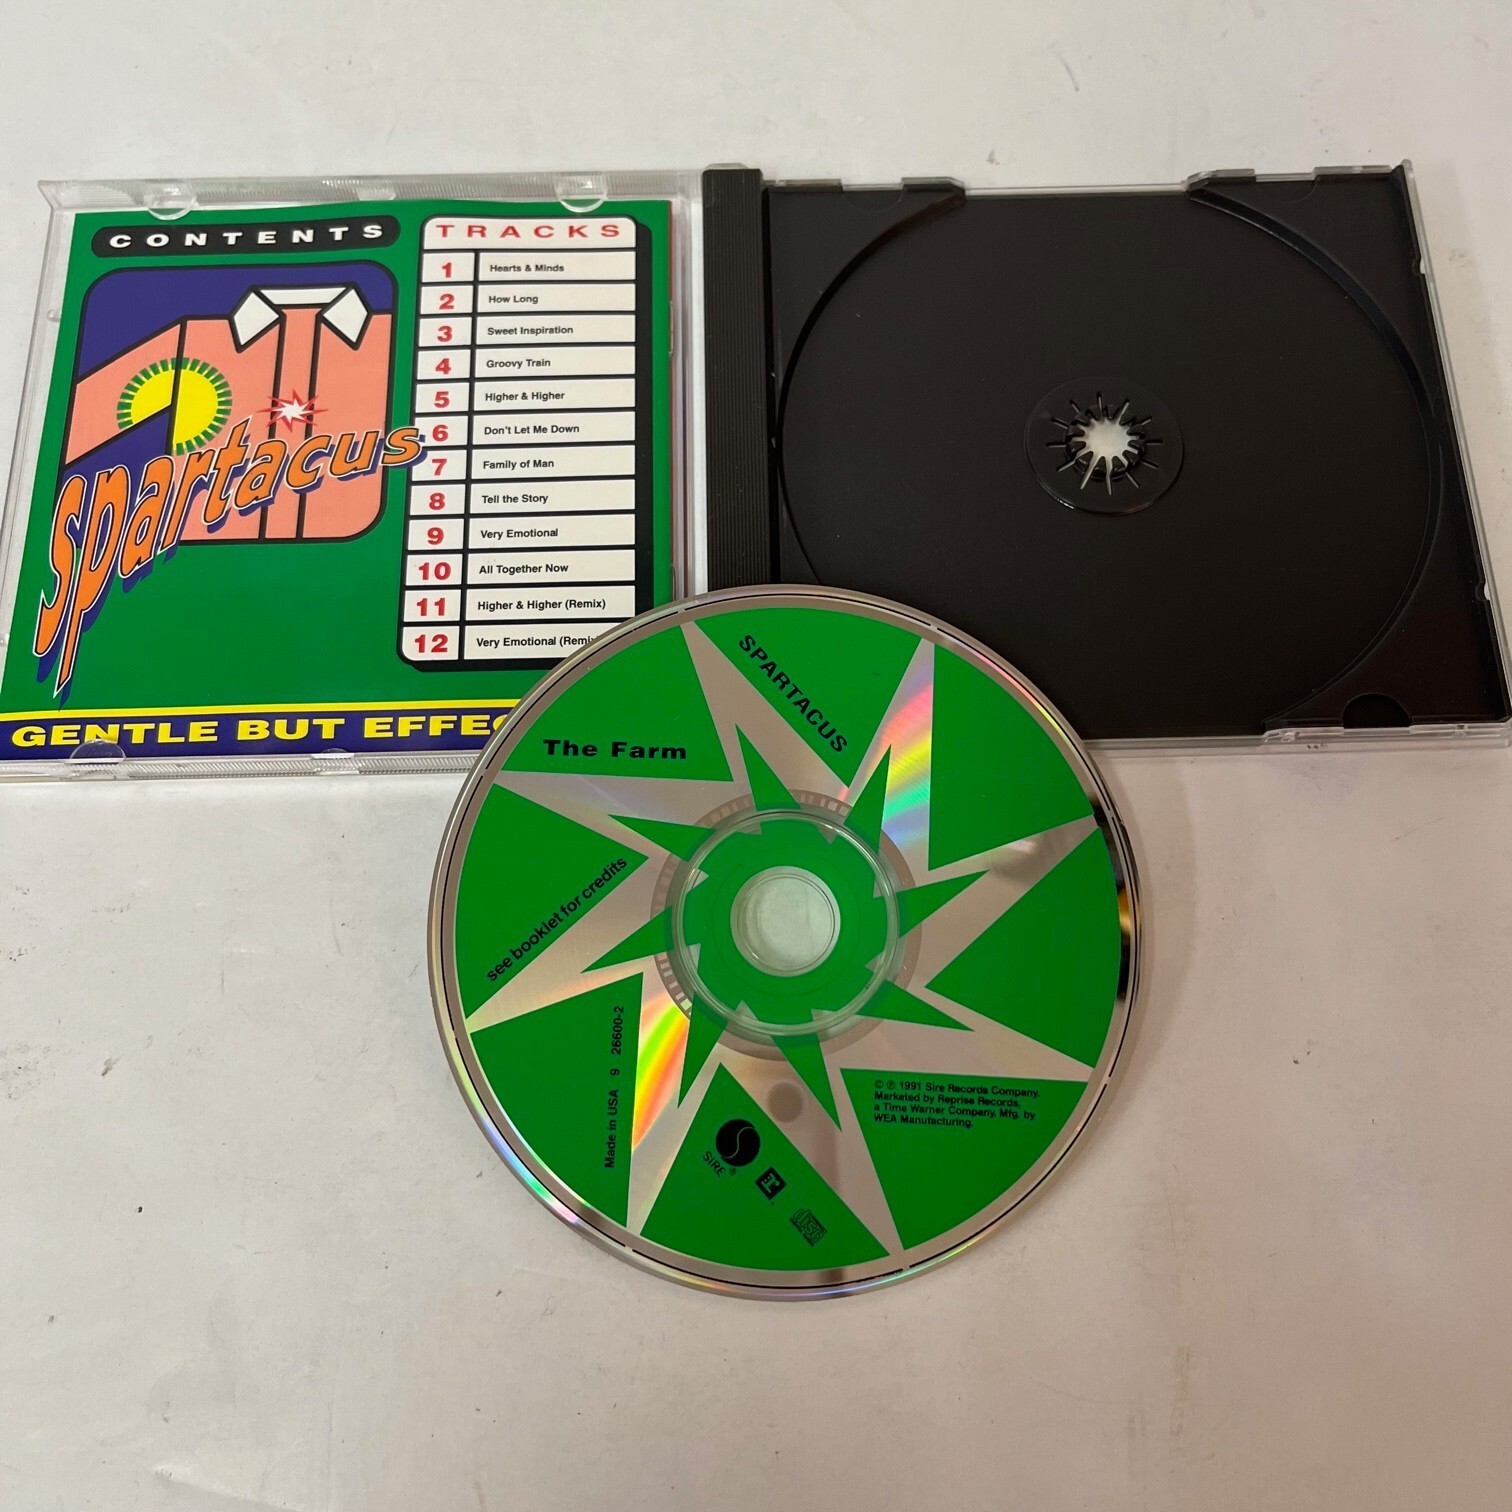 CONTENTS
Spartacus
TRACKS
1 Hearts & Minds
2 How Long
3 Sweet Inspiration
4 Groovy Train
5 Higher & Higher
6 Don't Let Me Down
7 Family of Man
8 Tell the Story
9 Very Emotional
10 All Together Now
11 Higher & Higher (Remix)
12 Very Emotional (Remix
GENTLE BUT EFFEC
The Farm
SPARTACUS
see booklet for credits
Made in USA 9 26600-2
© ℗ 1991 Sire Records Company.
Marketed by Reprise Records,
a Time Warner Company, Mfg. by
WEA Manufacturing.
SIRE ®
r
disc